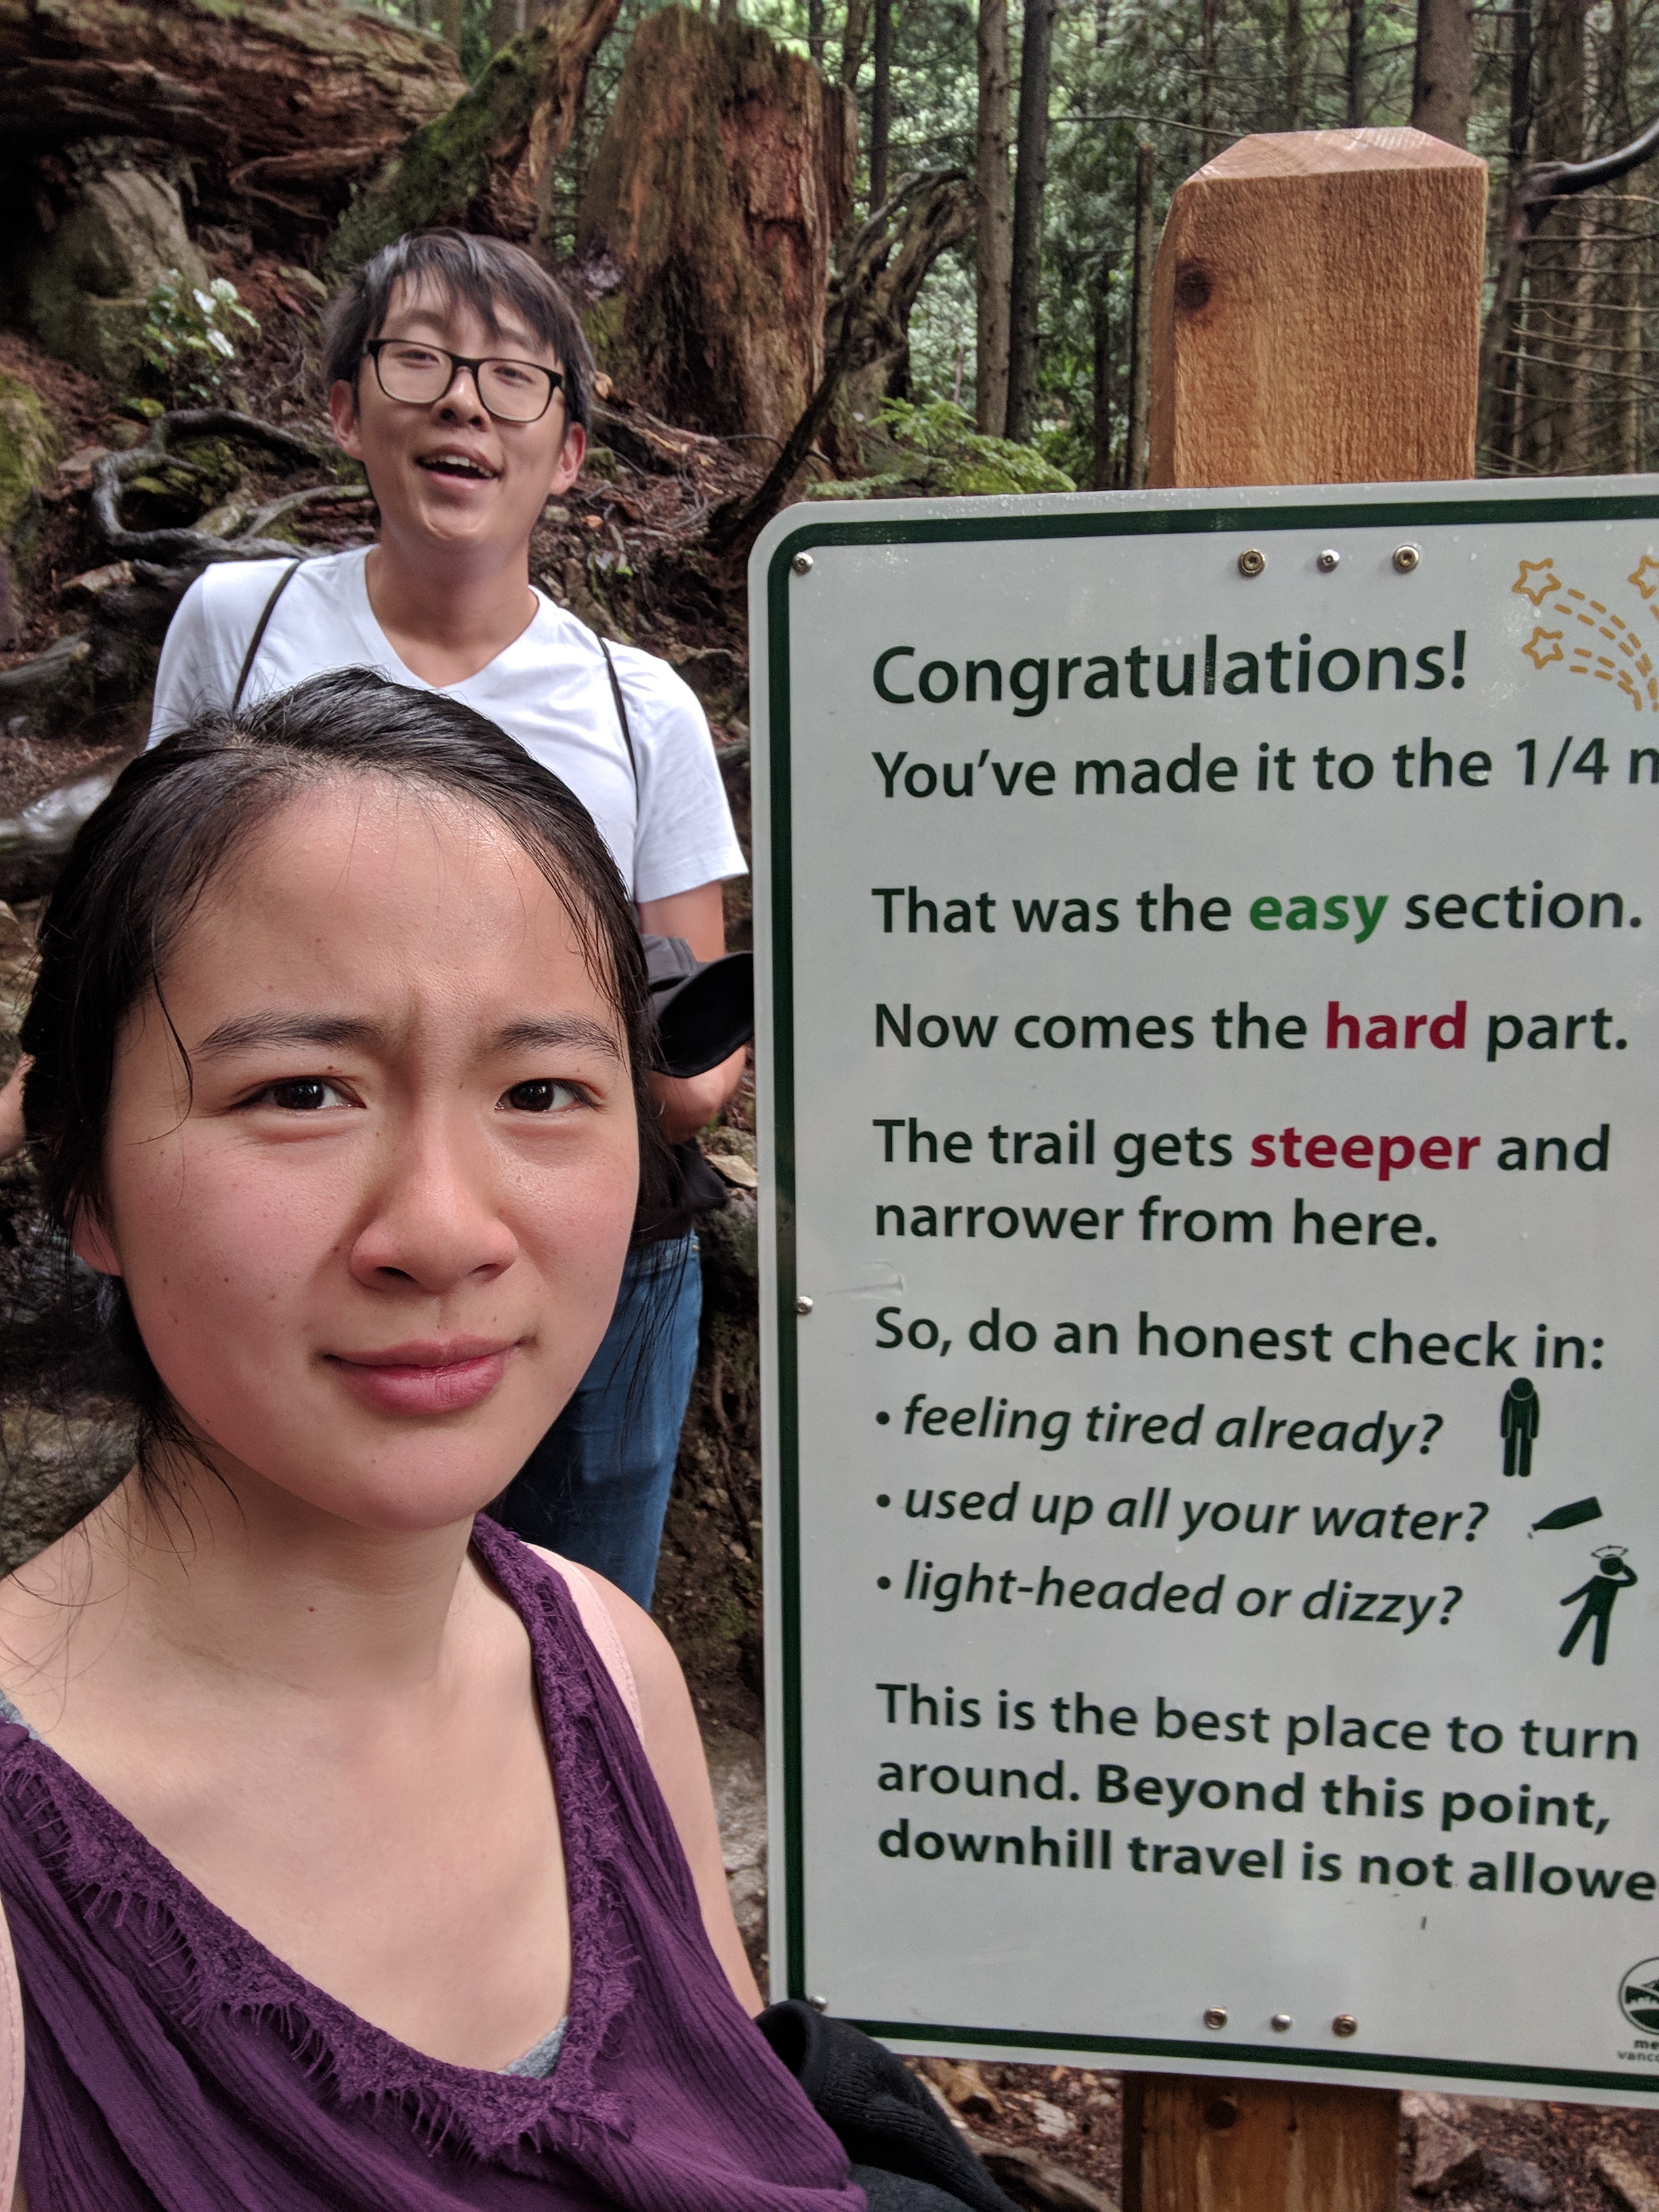 Congratulations!
You've made it to the 1/4
That was the easy section.
Now comes the hard part.
The trail gets steeper and
narrower from here.
So, do an honest check in:
• feeling tired already?
• used up all your water?
• light-headed or dizzy?
This is the best place to turn
around. Beyond this point,
downhill travel is not allowe